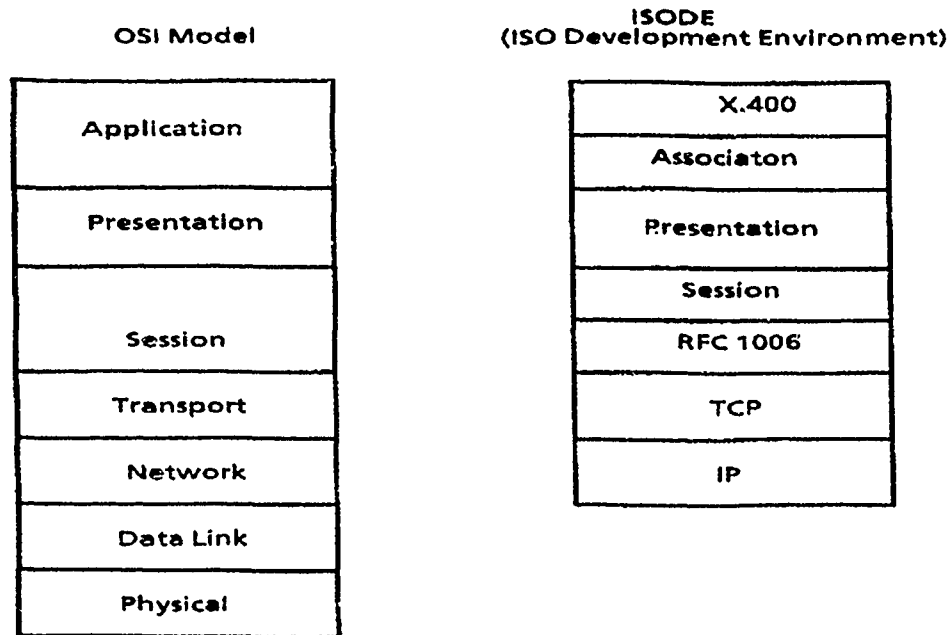 OSI Model
Application
Presentation
Session
Transport
Network
Data Link
Physical
ISODE
(ISO Development Environment)
X.400
Associaton
Presentation
Session
RFC 1006
TCP
IP